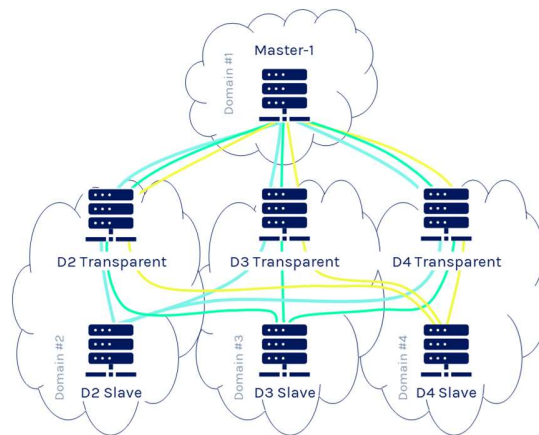 Master-1
Domain #1
D2 Transparent
D3 Transparent
D4 Transparent
Domain #2
Domain #3
Domain #4
D2 Slave
D3 Slave
D4 Slave